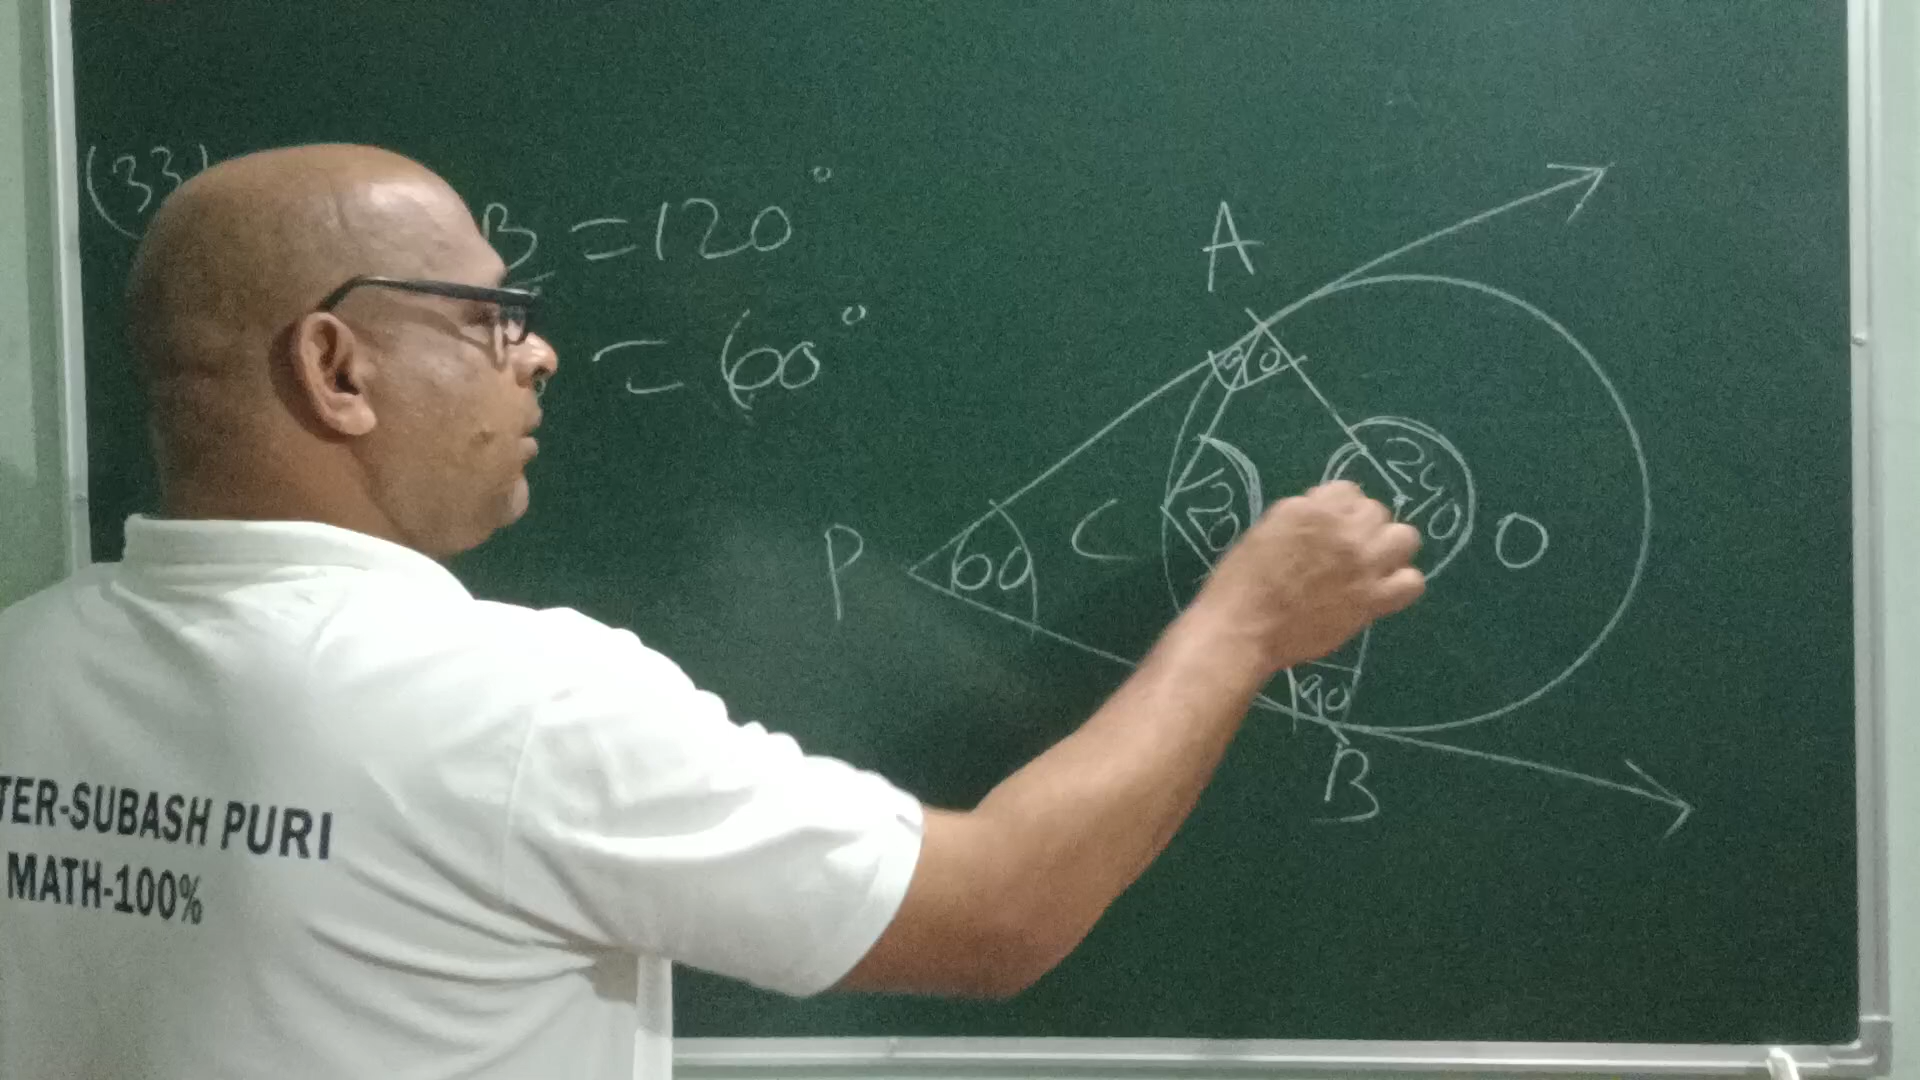 (33)
B = 120°
= 60°
A
90
240
120
O
C
60
P
90
B
TER-SUBASH PURI
MATH-100%